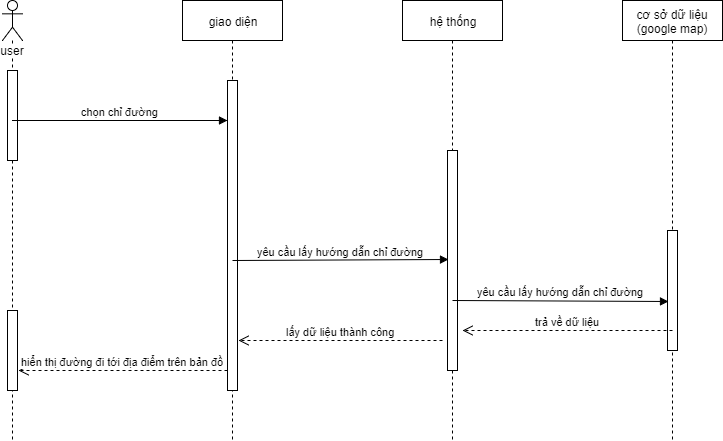 giao diện
hệ thống
cơ sở dữ liệu
(google map)
user
chọn chỉ đường
yêu cầu lấy hướng dẫn chỉ đường
yêu cầu lấy hướng dẫn chỉ đường
trả về dữ liệu
lấy dữ liệu thành công
hiển thị đường đi tới địa điểm trên bản đồ